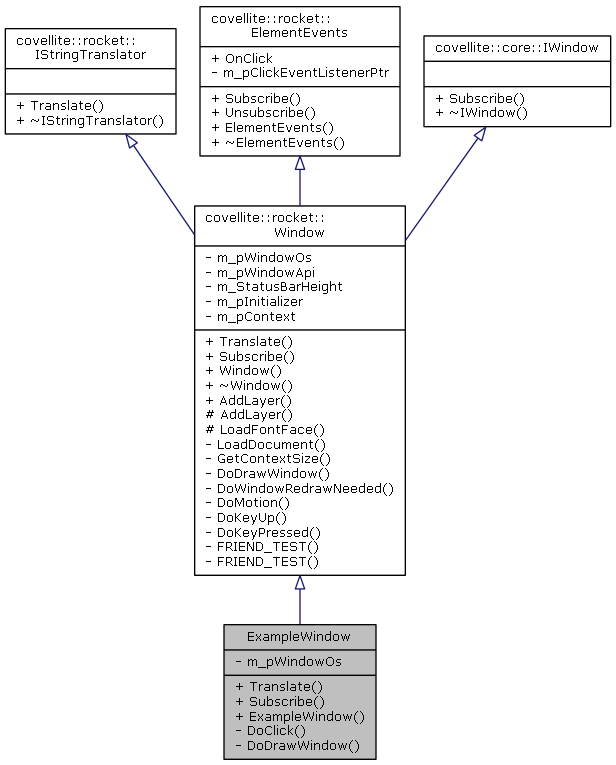 covellite::rocket::
IStringTranslator
+ Translate()
+ ~IStringTranslator()
covellite::rocket::
ElementEvents
+ OnClick
- m_pClickEventListenerPtr
+ Subscribe()
+ Unsubscribe()
+ ElementEvents()
+ ~ElementEvents()
covellite::core::IWindow
+ Subscribe()
+ ~IWindow()
covellite::rocket::
Window
- m_pWindowOs
- m_pWindowApi
- m_StatusBarHeight
- m_pInitializer
- m_pContext
+ Translate()
+ Subscribe()
+ Window()
+ ~Window()
+ AddLayer()
# AddLayer()
# LoadFontFace()
- LoadDocument()
- GetContextSize()
- DoDrawWindow()
- DoWindowRedrawNeeded()
- DoMotion()
- DoKeyUp()
- DoKeyPressed()
- FRIEND_TEST()
- FRIEND_TEST()
ExampleWindow
- m_pWindowOs
+ Translate()
+ Subscribe()
+ ExampleWindow()
- DoClick()
- DoDrawWindow()